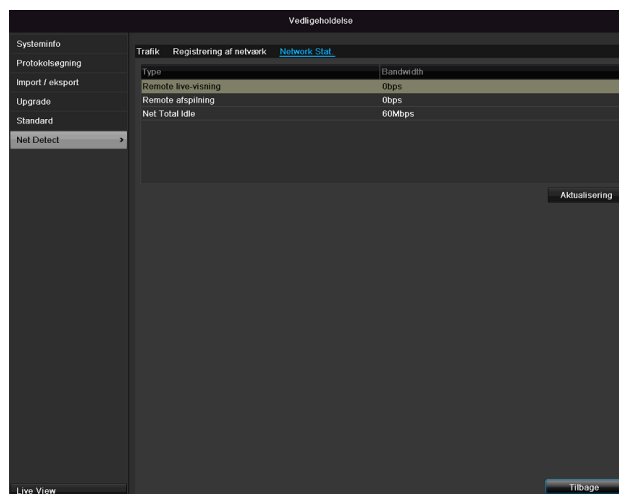 Vedligeholdelse
Systeminfo
Protokolsøgning
Import / eksport
Upgrade
Standard
Net Detect >
Trafik Registrering af netværk Network Stat.
Type Bandwidth
Remote live-visning 0bps
Remote afspilning 0bps
Net Total Idle 60Mbps
Aktualisering
Live View
Tilbage